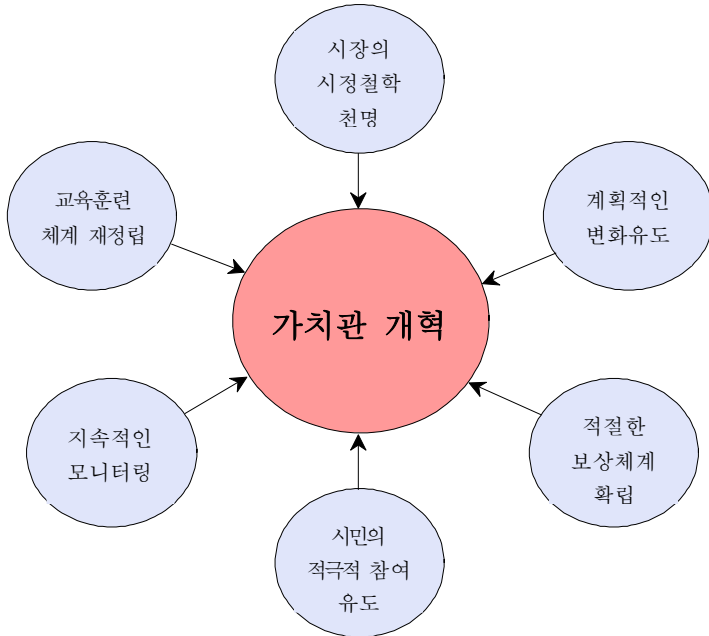 시장의
시정철학
천명
교육훈련
체계 재정립
계획적인
변화유도
가치관 개혁
지속적인
모니터링
적절한
보상체계
확립
시민의
적극적 참여
유도